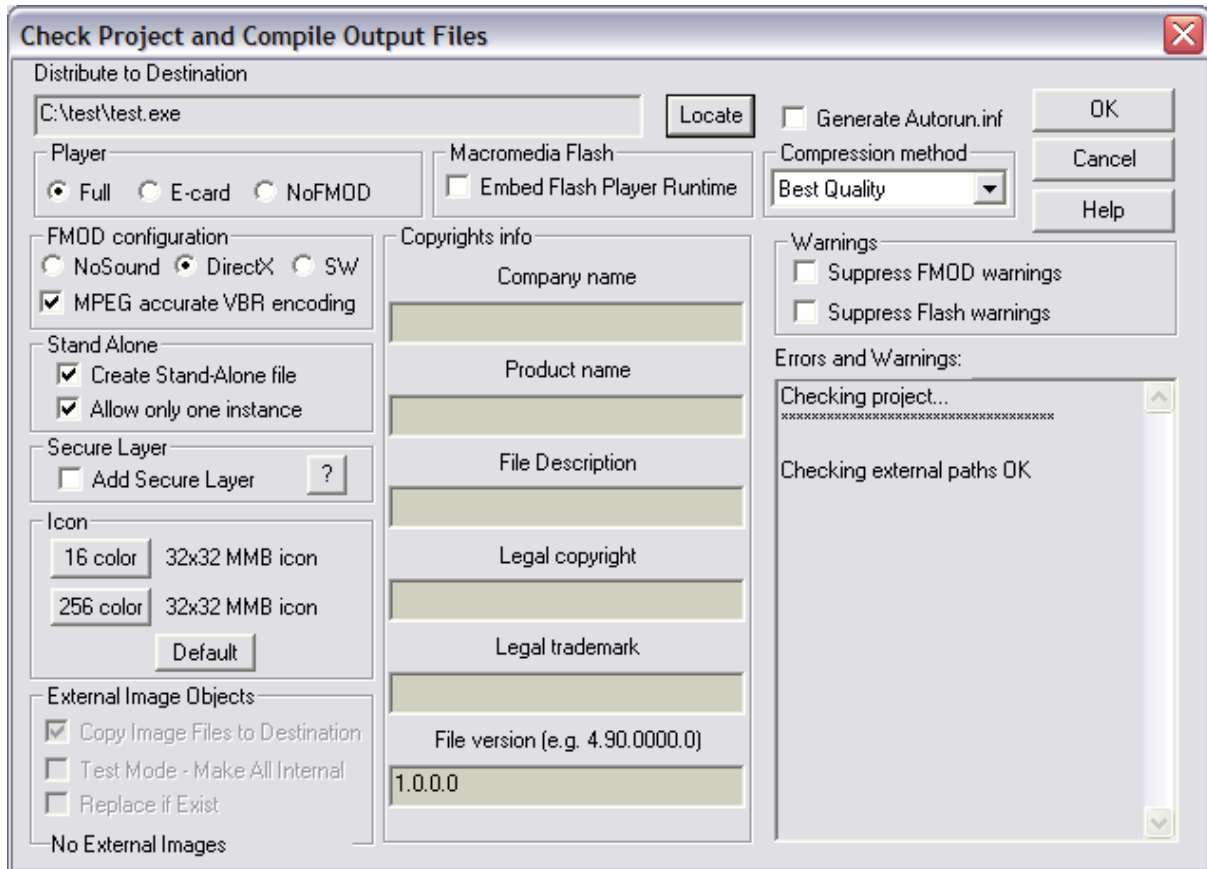 Check Project and Compile Output Files
Distribute to Destination
C:\test\test.exe
Locate
Generate Autorun.inf
OK
Cancel
Help
Player
Full
E-card
NoFMOD
Macromedia Flash
Embed Flash Player Runtime
Compression method
Best Quality
FMOD configuration
NoSound
DirectX
SW
MPEG accurate VBR encoding
Stand Alone
Create Stand-Alone file
Allow only one instance
Secure Layer
Add Secure Layer
?
Icon
16 color
32x32 MMB icon
256 color
32x32 MMB icon
Default
External Image Objects
Copy Image Files to Destination
Test Mode - Make All Internal
Replace if Exist
No External Images
Copyrights info
Company name
Product name
File Description
Legal copyright
Legal trademark
File version (e.g. 4.90.0000.0)
1.0.0.0
Warnings
Suppress FMOD warnings
Suppress Flash warnings
Errors and Warnings:
Checking project...
************************************
Checking external paths OK